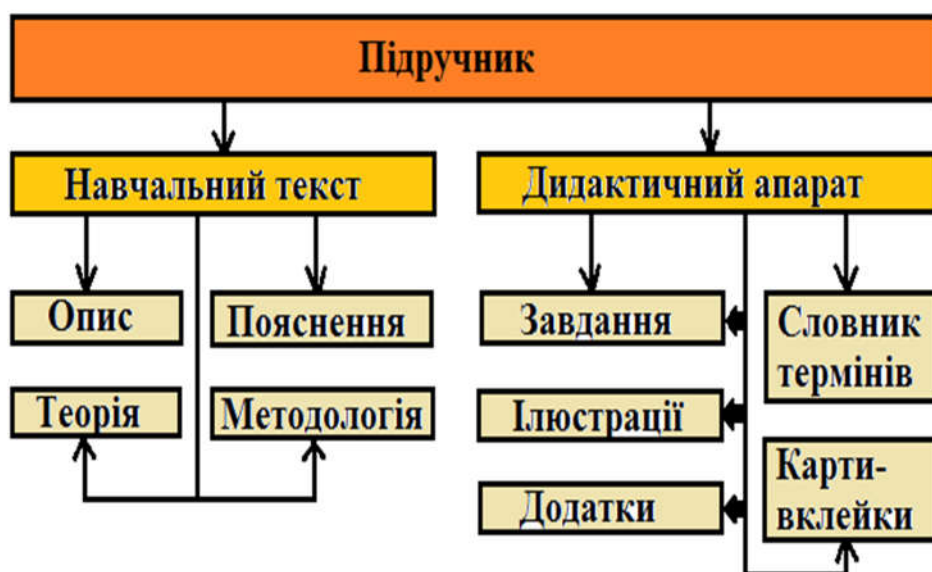 Підручник
Навчальний текст
Дидактичний апарат
Опис
Пояснення
Теорія
Методологія
Завдання
Ілюстрації
Додатки
Словник
термінів
Карти-
вклейки